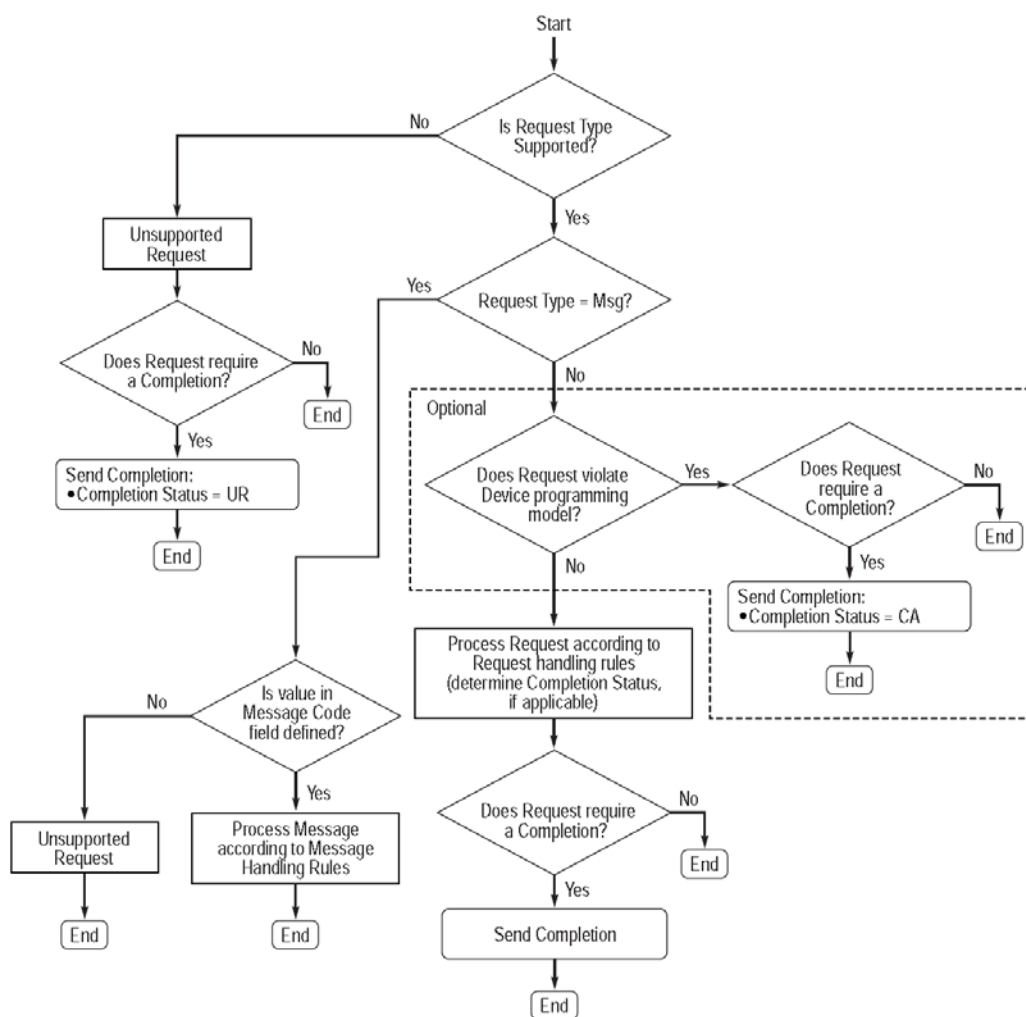 Start
Is Request Type
Supported?
No
Yes
Unsupported
Request
Request Type = Msg?
Yes
No
Does Request require
a Completion?
No
End
Yes
Send Completion:
•Completion Status = UR
End
Optional
Does Request violate
Device programming
model?
Yes
No
Does Request
require a
Completion?
No
End
Yes
Send Completion:
•Completion Status = CA
End
Process Request according to
Request handling rules
(determine Completion Status,
if applicable)
Is value in
Message Code
field defined?
No
Yes
Unsupported
Request
End
Process Message
according to Message
Handling Rules
End
Does Request require
a Completion?
No
End
Yes
Send Completion
End